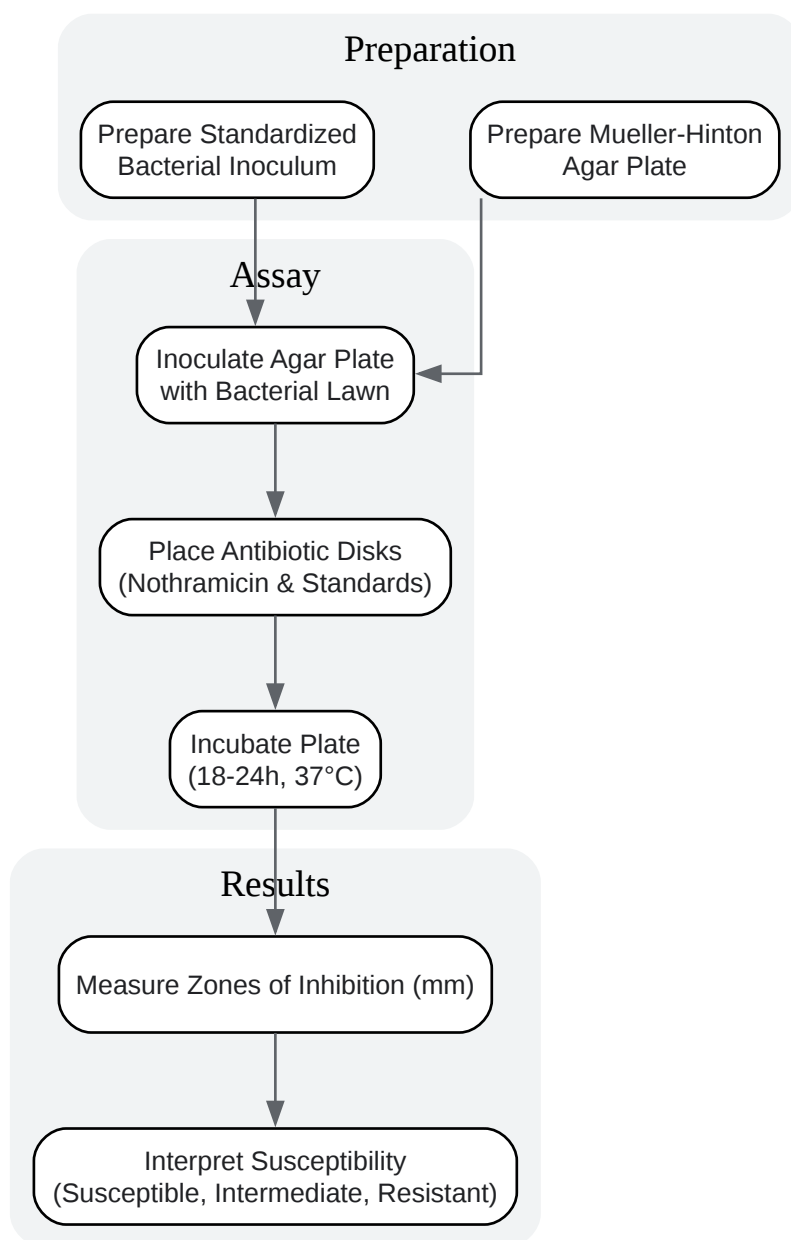 Preparation
Prepare Standardized
Bacterial Inoculum
Prepare Mueller-Hinton
Agar Plate
Assay
Inoculate Agar Plate
with Bacterial Lawn
Place Antibiotic Disks
(Nothramicin & Standards)
Incubate Plate
(18-24h, 37°C)
Results
Measure Zones of Inhibition (mm)
Interpret Susceptibility
(Susceptible, Intermediate, Resistant)